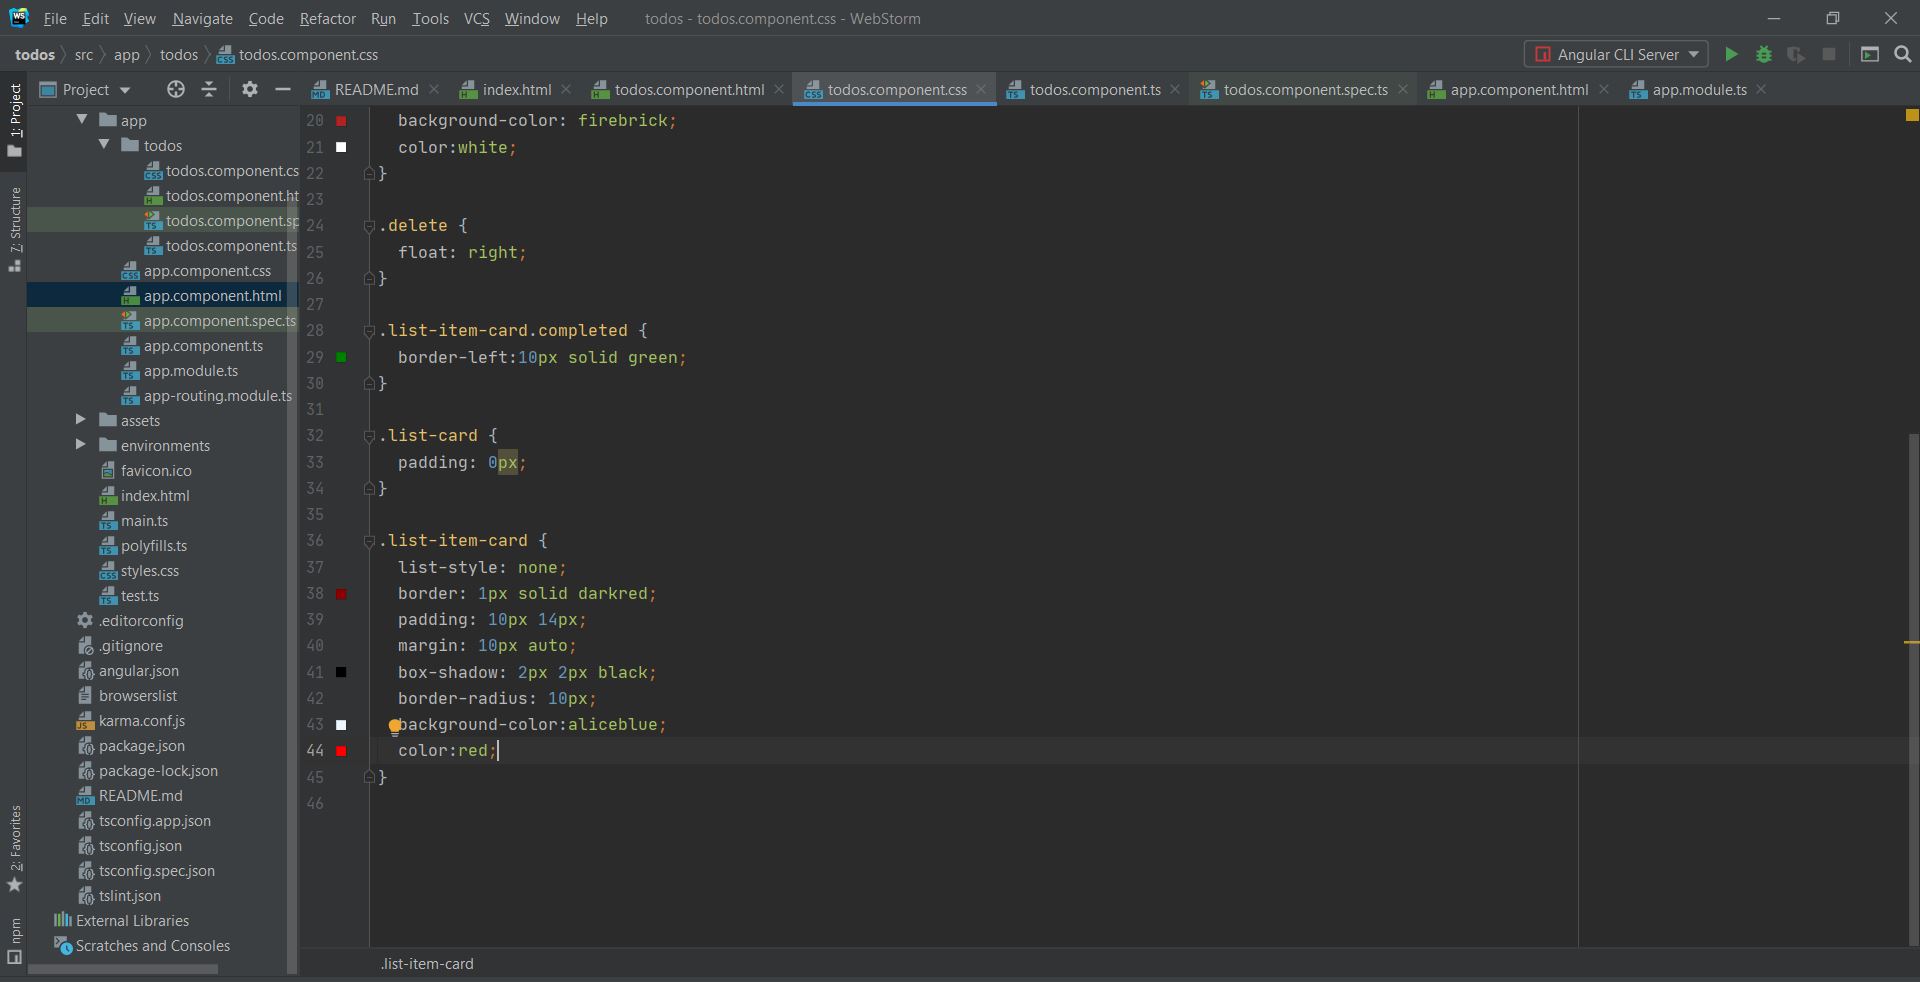 File Edit View Navigate Code Refactor Run Tools VCS Window Help todos - todos.component.css - WebStorm
todos src app todos todos.component.css Angular CLI Server
Project README.md index.html todos.component.html todos.component.css todos.component.ts todos.component.spec.ts app.component.html app.module.ts
1: Project
7: Structure
2: Favorites
npm
app
todos
todos.component.cs
todos.component.ht
todos.component.sp
todos.component.ts
app.component.css
app.component.html
app.component.spec.ts
app.component.ts
app.module.ts
app-routing.module.ts
assets
environments
favicon.ico
index.html
main.ts
polyfills.ts
styles.css
test.ts
.editorconfig
.gitignore
angular.json
browserslist
karma.conf.js
package.json
package-lock.json
README.md
tsconfig.app.json
tsconfig.json
tsconfig.spec.json
tslint.json
External Libraries
Scratches and Consoles
20 background-color: firebrick;
21 color:white;
22 }
23
24 .delete {
25 float: right;
26 }
27
28 .list-item-card.completed {
29 border-left:10px solid green;
30 }
31
32 .list-card {
33 padding: 0px;
34 }
35
36 .list-item-card {
37 list-style: none;
38 border: 1px solid darkred;
39 padding: 10px 14px;
40 margin: 10px auto;
41 box-shadow: 2px 2px black;
42 border-radius: 10px;
43 background-color:aliceblue;
44 color:red;
45 }
46
.list-item-card